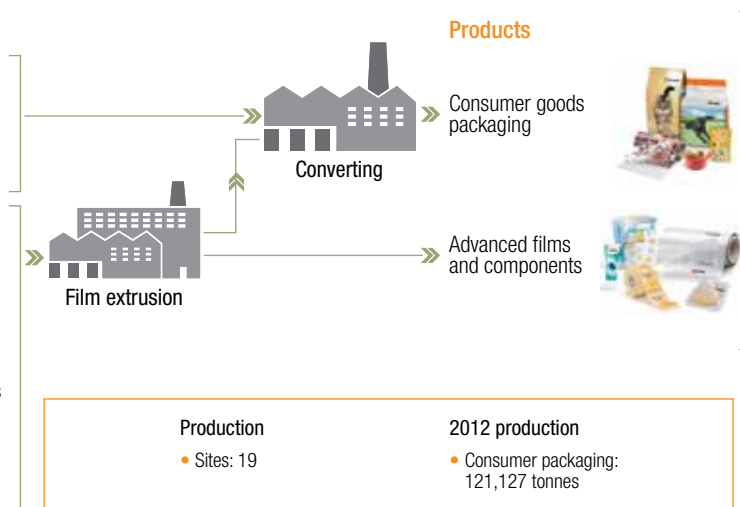 Products
Consumer goods
packaging
Converting
Advanced films
and components
Film extrusion
Production
• Sites: 19
2012 production
• Consumer packaging:
121,127 tonnes